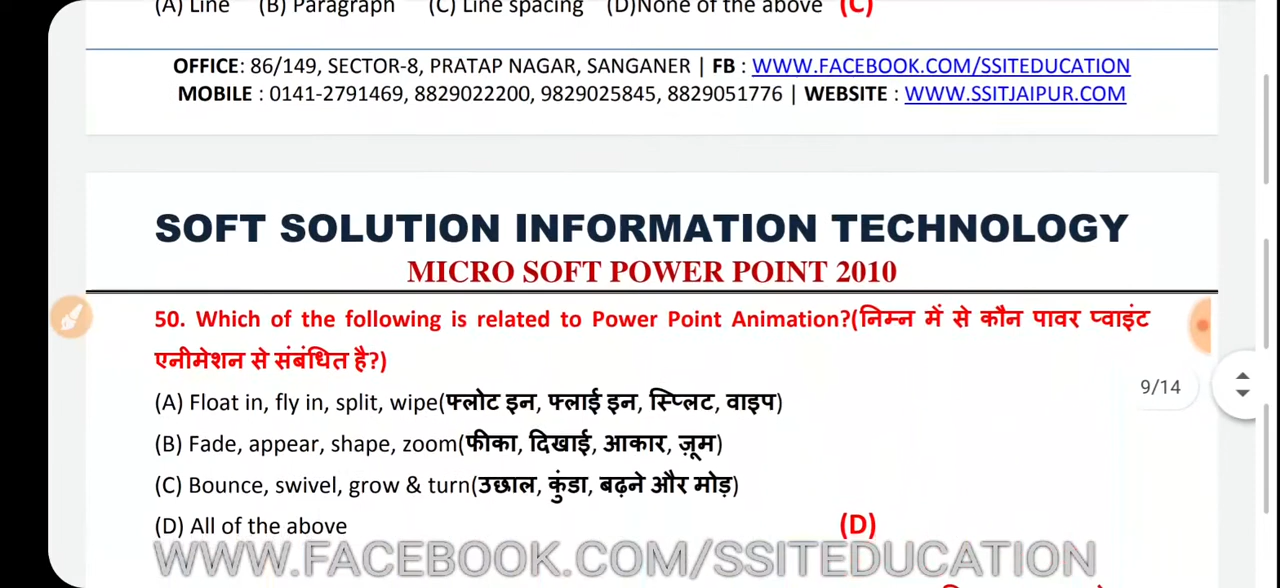 (A) Line (B) Paragraph (C) Line spacing (D)None of the above (C)
OFFICE: 86/149, SECTOR-8, PRATAP NAGAR, SANGANER | FB : WWW.FACEBOOK.COM/SSITEDUCATION
MOBILE : 0141-2791469, 8829022200, 9829025845, 8829051776 | WEBSITE : WWW.SSITJAIPUR.COM
SOFT SOLUTION INFORMATION TECHNOLOGY
MICRO SOFT POWER POINT 2010
50. Which of the following is related to Power Point Animation?(निम्न में से कौन पावर प्वाइंट
एनीमेशन से संबंधित है?)
(A) Float in, fly in, split, wipe(फ्लोट इन, फ्लाई इन, स्प्लिट, वाइप)
9/14
(B) Fade, appear, shape, zoom(फीका, दिखाई, आकार, ज़ूम)
(C) Bounce, swivel, grow & turn(उछाल, कुंडा, बढ़ने और मोड़)
(D) All of the above (D)
WWW.FACEBOOK.COM/SSITEDUCATION